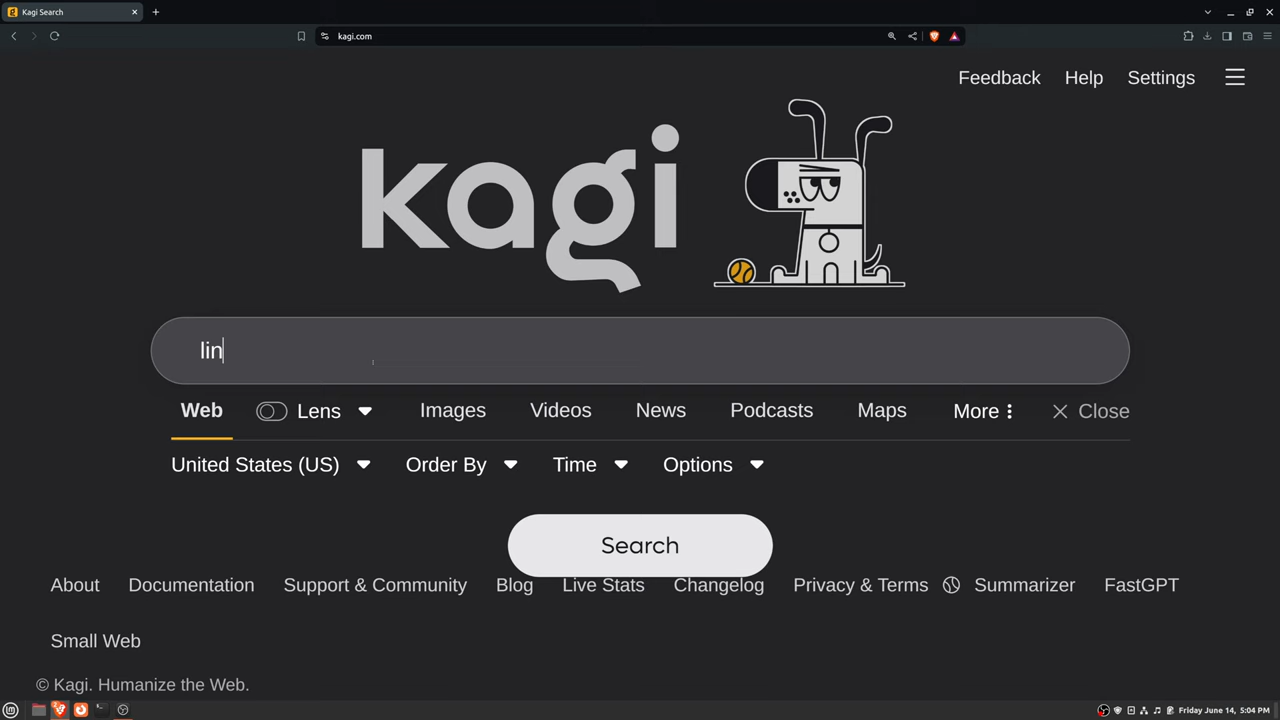 Kagi Search
kagi.com
Feedback Help Settings
kagi
lin
Web Lens Images Videos News Podcasts Maps More Close
United States (US) Order By Time Options
Search
About Documentation Support & Community Blog Live Stats Changelog Privacy & Terms Summarizer FastGPT
Small Web
© Kagi. Humanize the Web.
Friday June 14, 5:04 PM